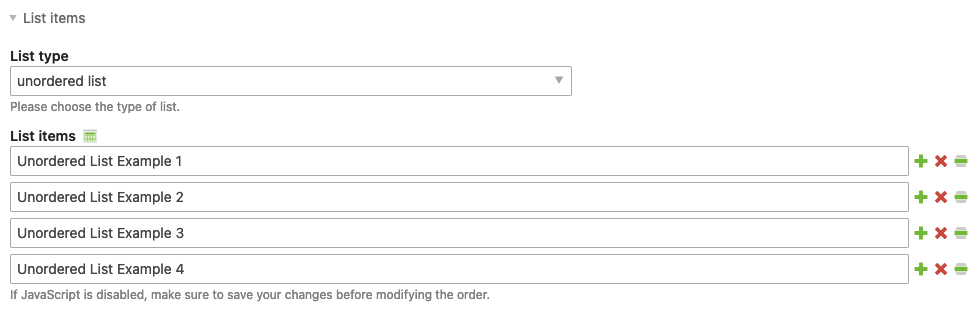 List items
List type
unordered list
Please choose the type of list.
List items
Unordered List Example 1
Unordered List Example 2
Unordered List Example 3
Unordered List Example 4
If JavaScript is disabled, make sure to save your changes before modifying the order.